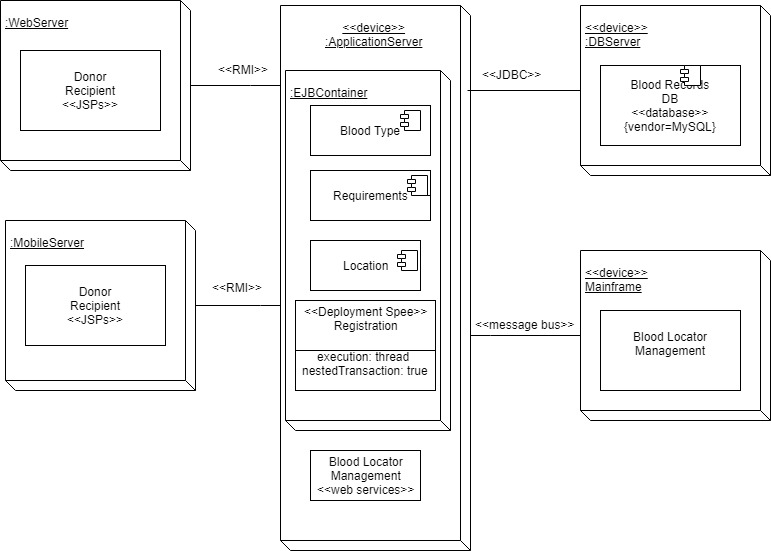 :WebServer
Donor
Recipient
<<JSPs>>
<<RMI>>
:MobileServer
Donor
Recipient
<<JSPs>>
<<RMI>>
<<device>>
:ApplicationServer
:EJBContainer
Blood Type
Requirements
Location
<<Deployment Spee>>
Registration
execution: thread
nestedTransaction: true
Blood Locator
Management
<<web services>>
<<JDBC>>
<<device>>
:DBServer
Blood Records
DB
<<database>>
{vendor=MySQL}
<<message bus>>
<<device>>
Mainframe
Blood Locator
Management